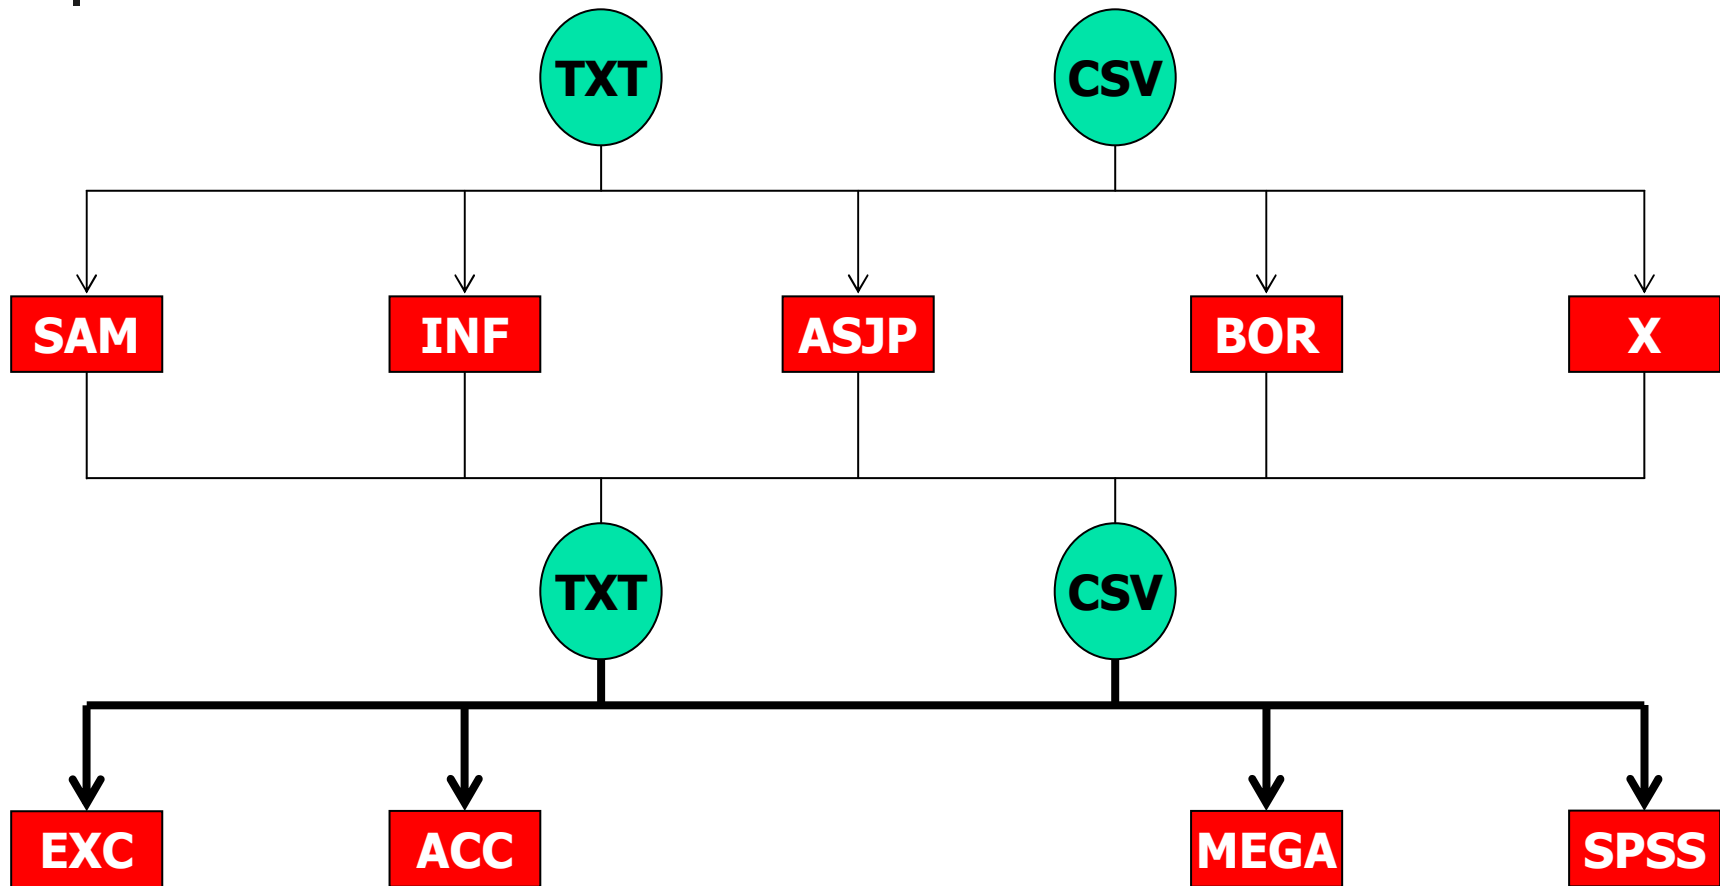 TXT CSV
SAM INF ASJP BOR X
TXT CSV
EXC ACC MEGA SPSS